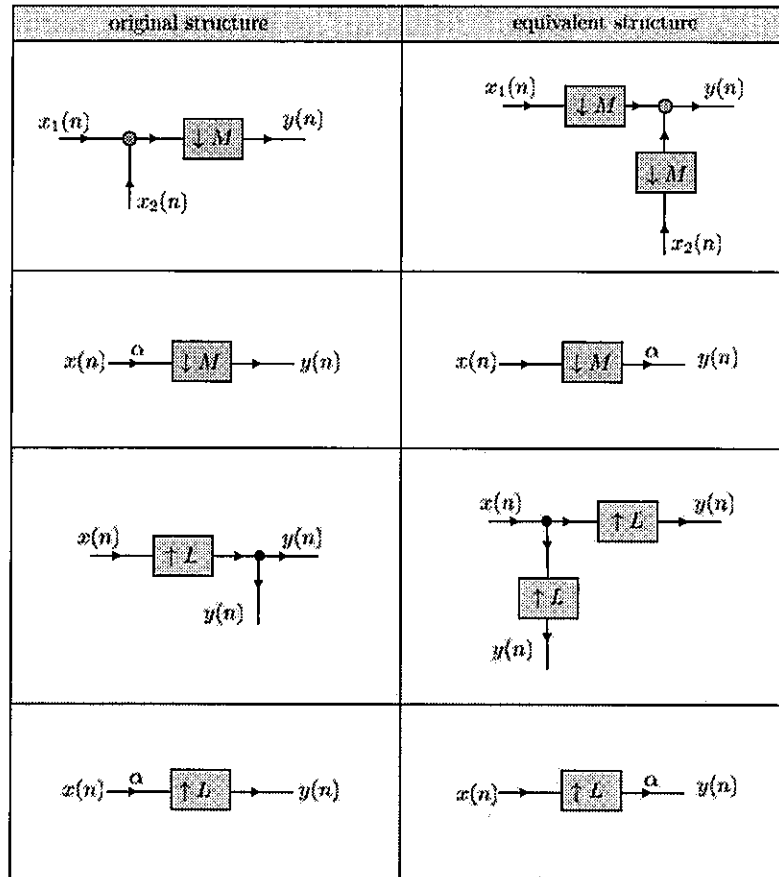 original structure
equivalent structure
x₁(n)
↓ M
y(n)
x₂(n)
x₁(n)
↓ M
y(n)
↓ M
x₂(n)
x(n)
α
↓ M
y(n)
x(n)
↓ M
α
y(n)
x(n)
↑ L
y(n)
y(n)
x(n)
↑ L
y(n)
↑ L
y(n)
x(n)
α
↑ L
y(n)
x(n)
↑ L
α
y(n)